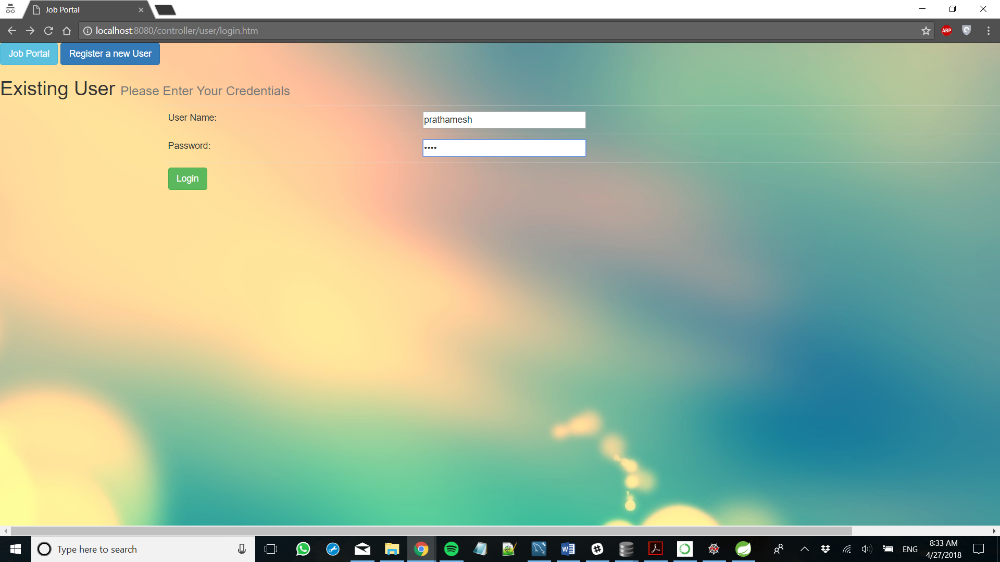 Job Portal
localhost:8080/controller/user/login.htm
ABP
Job Portal Register a new User
Existing User Please Enter Your Credentials
User Name: prathamesh
Password: ••••
Login
Type here to search
ENG
8:33 AM
4/27/2018